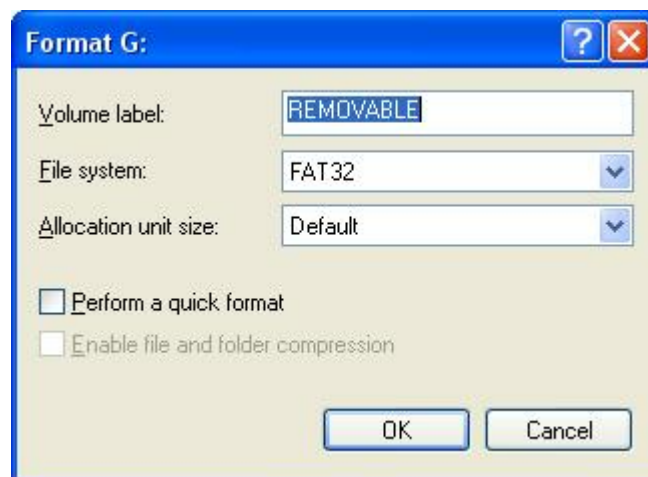 Format G:
Volume label: REMOVABLE
File system: FAT32
Allocation unit size: Default
Perform a quick format
Enable file and folder compression
OK Cancel